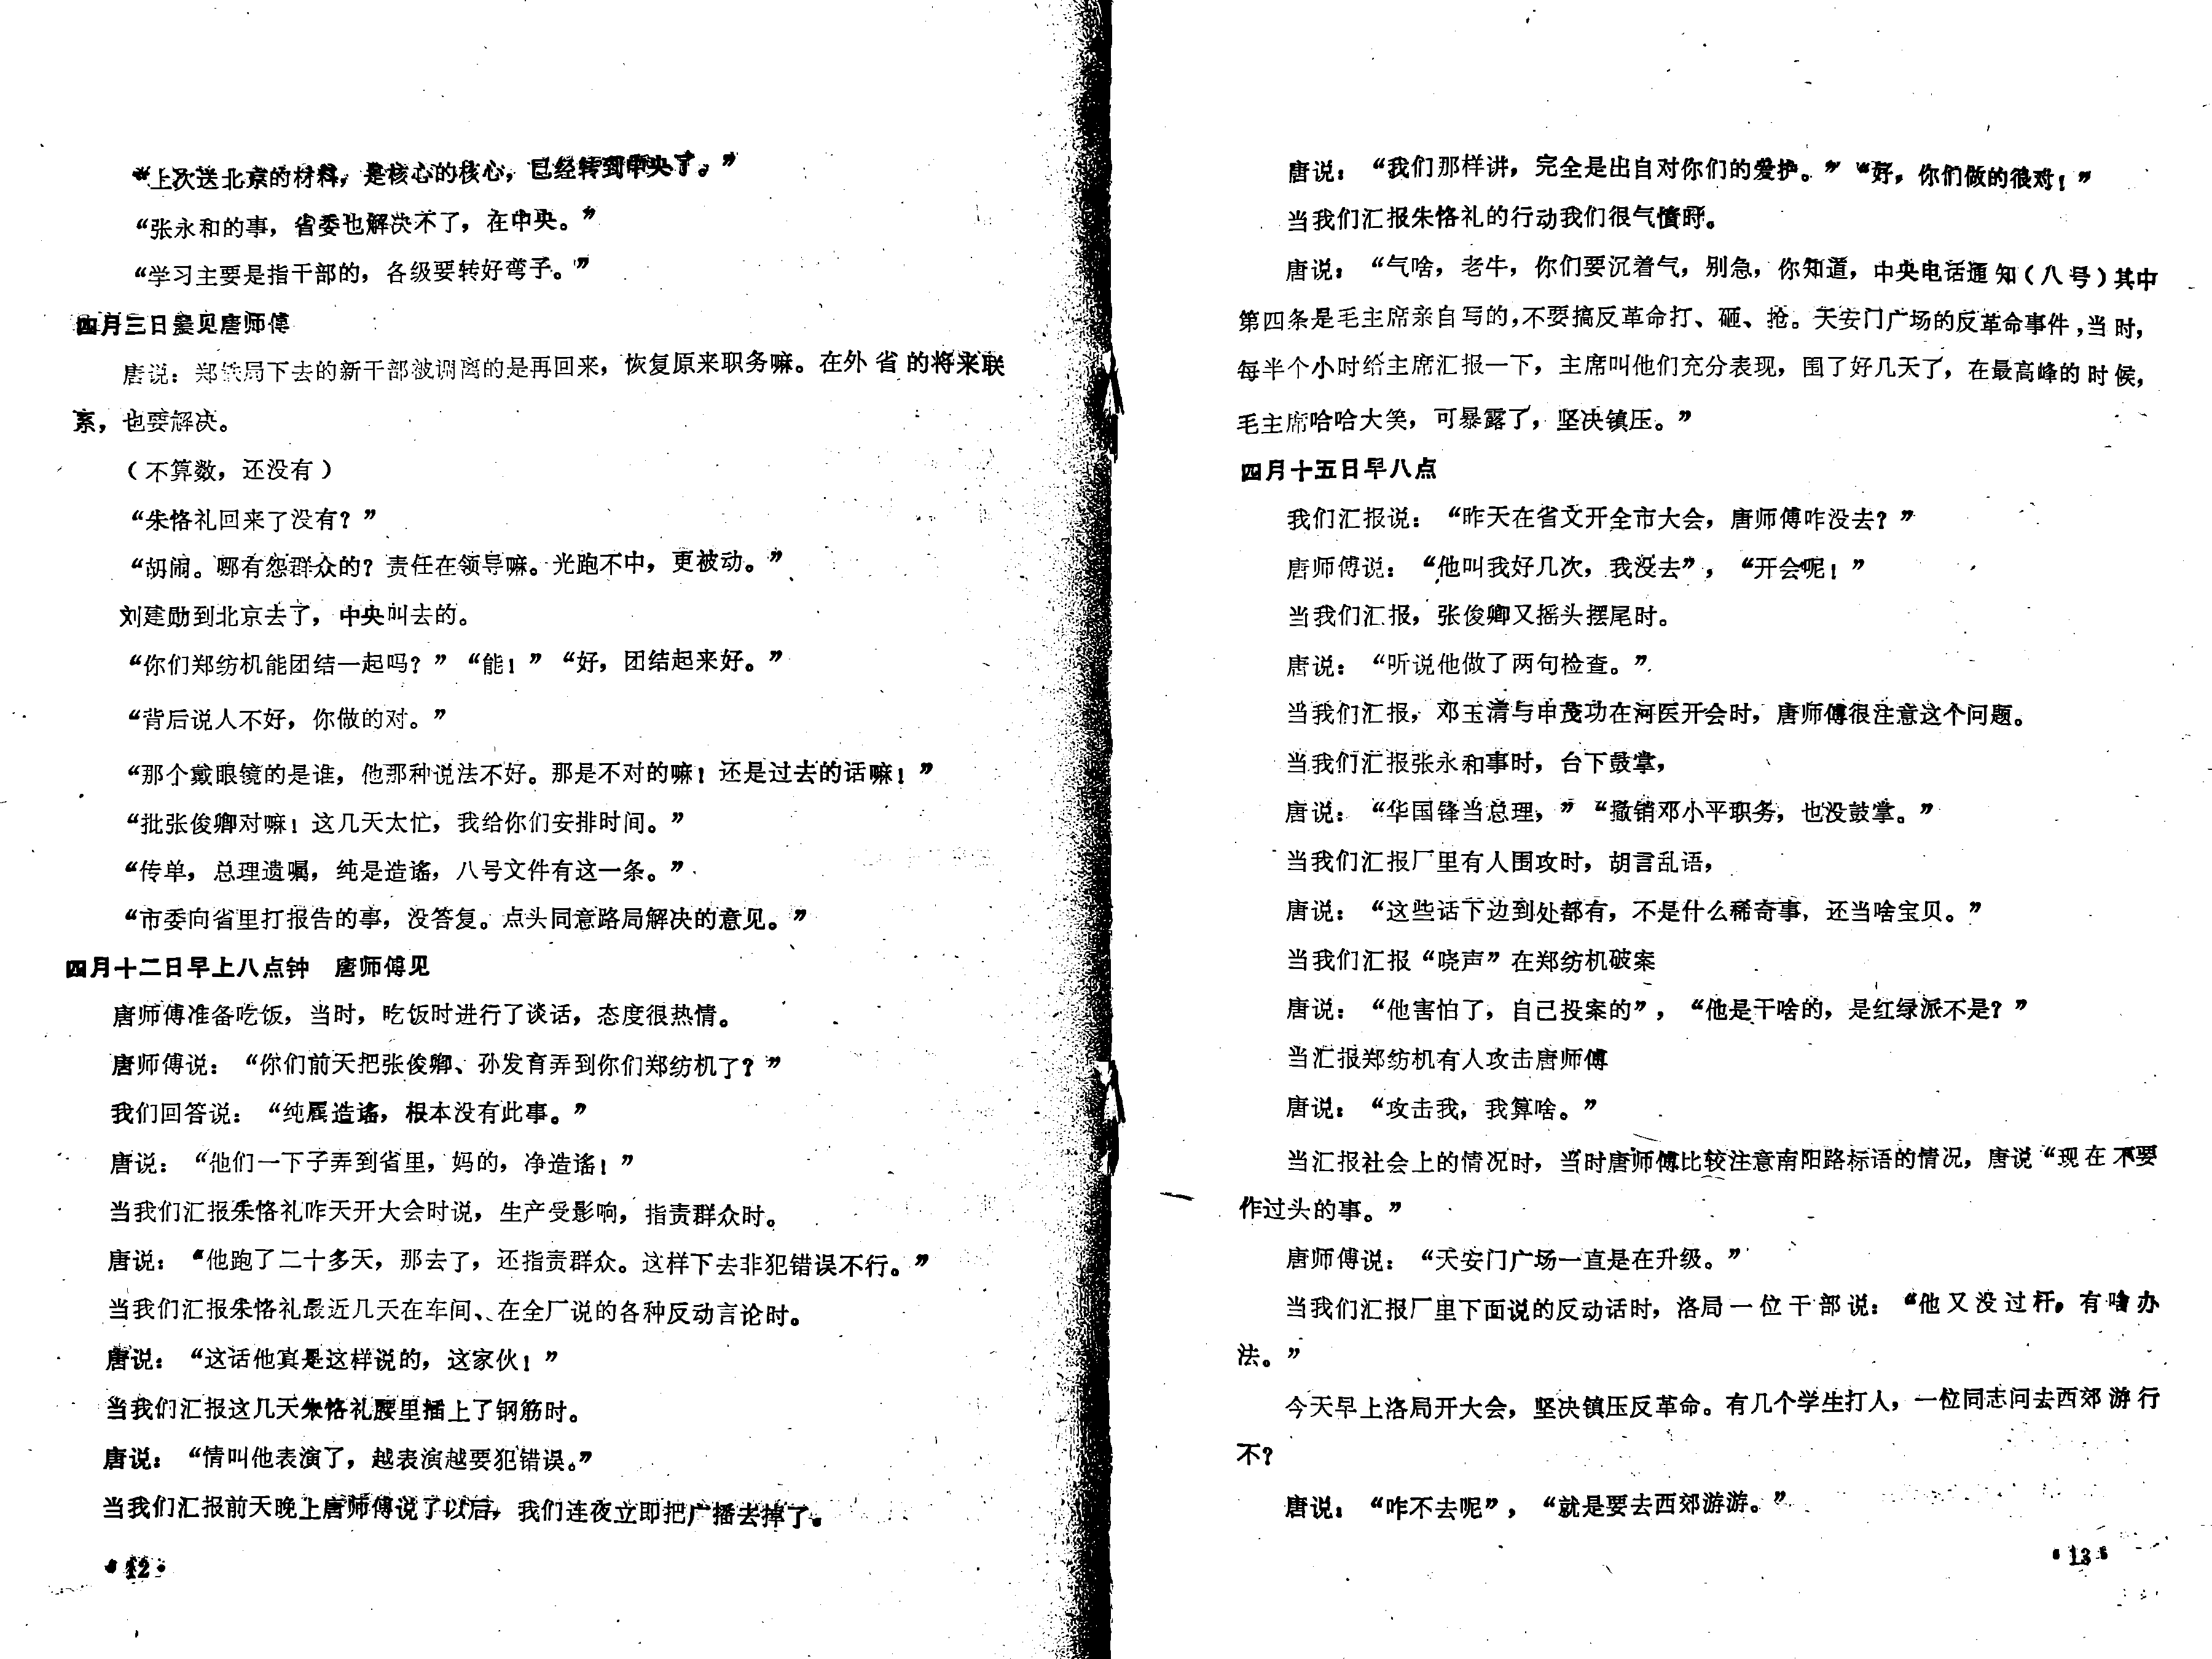 “上次送北京的材料，是核心的核心，已经转到中央了。”
“张永和的事，省委也解决不了，在中央。”
“学习主要是指干部的，各级要转好弯子。”
四月三日晏见唐师傅
唐说：郑铁局下去的新干部被调离的是再回来，恢复原来职务嘛。在外省的将来联
系，也要解决。
（不算数，还没有）
“朱恪礼回来了没有？”
“胡闹。哪有怨群众的？责任在领导嘛。光跑不中，更被动。”
刘建勋到北京去了，中央叫去的。
“你们郑纺机能团结一起吗？”“能！”“好，团结起来好。”
“背后说人不好，你做的对。”
“那个戴眼镜的是谁，他那种说法不好。那是不对的嘛！还是过去的话嘛！”
“批张俊卿对嘛！这几天太忙，我给你们安排时间。”
“传单，总理遗嘱，纯是造谣，八号文件有这一条。”
“市委向省里打报告的事，没答复。点头同意路局解决的意见。”
四月十二日早上八点钟　唐师傅见
唐师傅准备吃饭，当时，吃饭时进行了谈话，态度很热情。
唐师傅说：“你们前天把张俊卿、孙发育弄到你们郑纺机了？”
我们回答说：“纯属造谣，根本没有此事。”
唐说：“他们一下子弄到省里，妈的，净造谣！”
当我们汇报朱恪礼昨天开大会时说，生产受影响，指责群众时。
唐说：“他跑了二十多天，那去了，还指责群众。这样下去非犯错误不行。”
当我们汇报朱恪礼最近几天在车间、在全厂说的各种反动言论时。
唐说：“这话他真是这样说的，这家伙！”
当我们汇报这几天朱恪礼腰里插上了钢筋时。
唐说：“情叫他表演了，越表演越要犯错误。”
当我们汇报前天晚上唐师傅说了以后，我们连夜立即把广播去掉了。
·12·
唐说：“我们那样讲，完全是出自对你们的爱护。”“好，你们做的很对！”
当我们汇报朱恪礼的行动我们很气愤时。
唐说：“气啥，老牛，你们要沉着气，别急，你知道，中央电话通知（八号）其中
第四条是毛主席亲自写的，不要搞反革命打、砸、抢。天安门广场的反革命事件，当时，
每半个小时给主席汇报一下，主席叫他们充分表现，围了好几天了，在最高峰的时候，
毛主席哈哈大笑，可暴露了，坚决镇压。”
四月十五日早八点
我们汇报说：“昨天在省文开全市大会，唐师傅咋没去？”
唐师傅说：“他叫我好几次，我没去”，“开会呢！”
当我们汇报，张俊卿又摇头摆尾时。
唐说：“听说他做了两句检查。”
当我们汇报，邓玉清与申茂功在河医开会时，唐师傅很注意这个问题。
当我们汇报张永和事时，台下鼓掌，
唐说：“华国锋当总理，”“撤销邓小平职务，也没鼓掌。”
当我们汇报厂里有人围攻时，胡言乱语，
唐说：“这些话下边到处都有，不是什么稀奇事，还当啥宝贝。”
当我们汇报“哓声”在郑纺机破案
唐说：“他害怕了，自己投案的”，“他是干啥的，是红绿派不是？”
当汇报郑纺机有人攻击唐师傅
唐说：“攻击我，我算啥。”
当汇报社会上的情况时，当时唐师傅比较注意南阳路标语的情况，唐说“现在不要
作过头的事。”
唐师傅说：“天安门广场一直是在升级。”
当我们汇报厂里下面说的反动话时，洛局一位干部说：“他又没过杆，有啥办
法。”
今天早上洛局开大会，坚决镇压反革命。有几个学生打人，一位同志问去西郊游行
不？
唐说：“咋不去呢”，“就是要去西郊游游。”
·13·